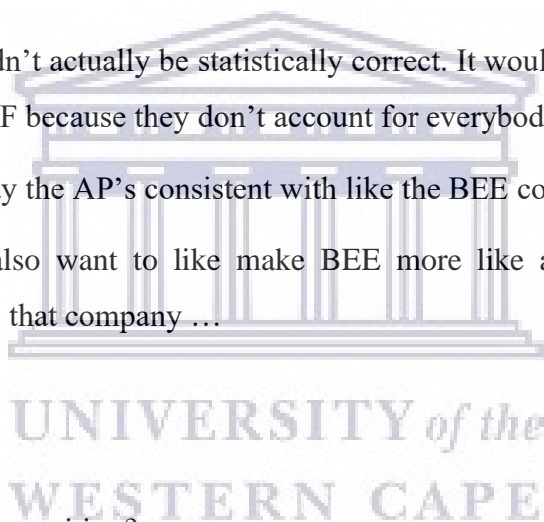 dn’t actually be statistically correct. It woul
F because they don’t account for everybod
y the AP’s consistent with like the BEE co
also want to like make BEE more like a
that company …
UNIVERSITY of the
WESTERN CAPE